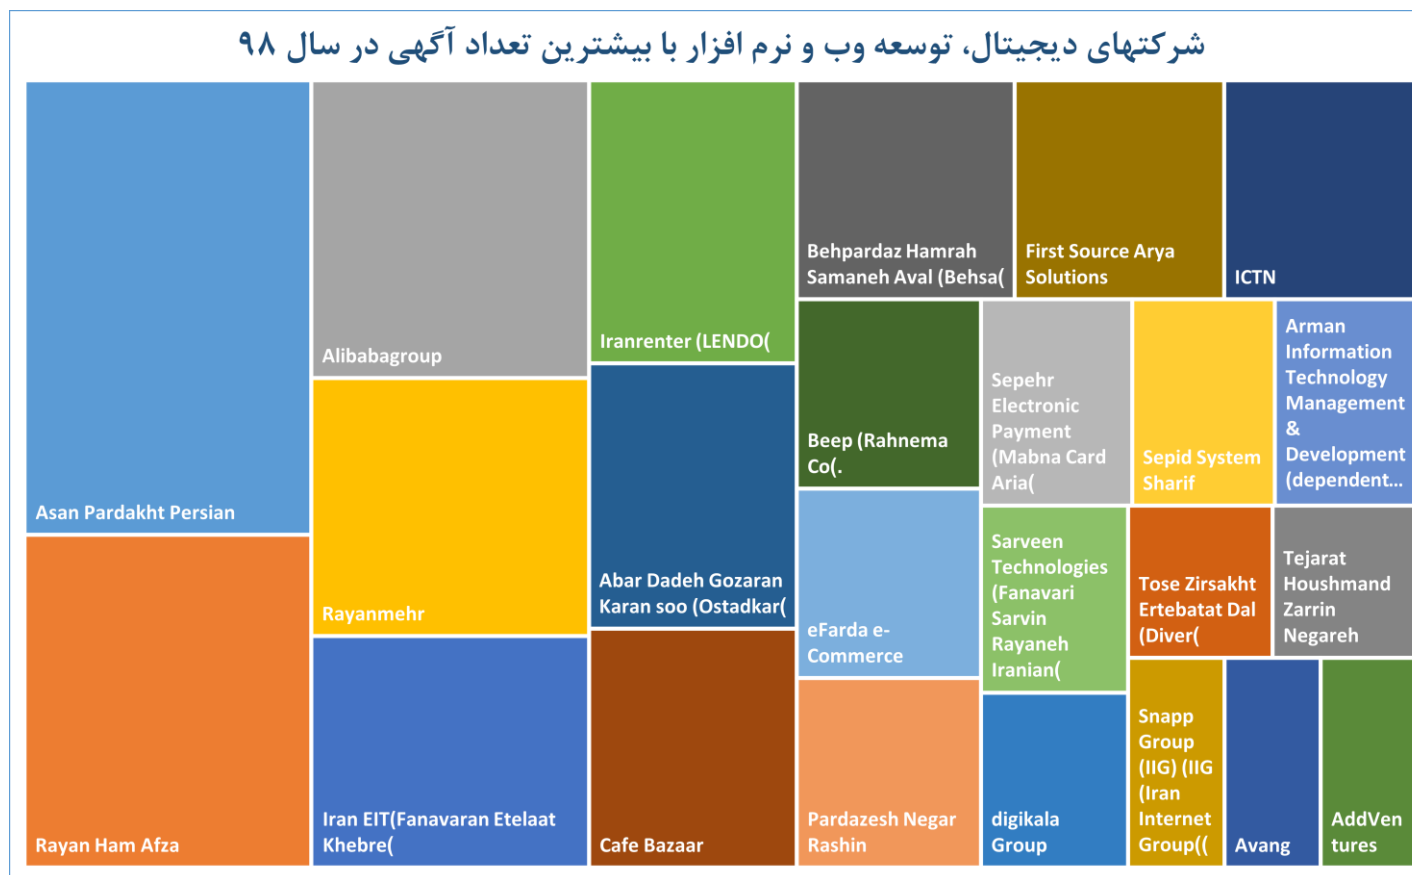 شرکتهای دیجیتال، توسعه وب و نرم افزار با بیشترین تعداد آگهی در سال ۹۸
Asan Pardakht Persian
Rayan Ham Afza
Alibabagroup
Rayanmehr
Iran EIT(Fanavaran Etelaat
Khebre(
Iranrenter (LENDO(
Abar Dadeh Gozaran
Karan soo (Ostadkar(
Cafe Bazaar
Behpardaz Hamrah
Samaneh Aval (Behsa(
First Source Arya
Solutions
ICTN
Beep (Rahnema
Co(.
eFarda e-
Commerce
Pardazesh Negar
Rashin
Sepehr
Electronic
Payment
(Mabna Card
Aria(
Sepid System
Sharif
Arman
Information
Technology
Management
&
Development
(dependent...
Sarveen
Technologies
(Fanavari
Sarvin
Rayaneh
Iranian(
digikala
Group
Tose Zirsakht
Ertebatat Dal
(Diver(
Tejarat
Houshmand
Zarrin
Negareh
Snapp
Group
(IIG) (IIG
(Iran
Internet
Group((
Avang
AddVen
tures